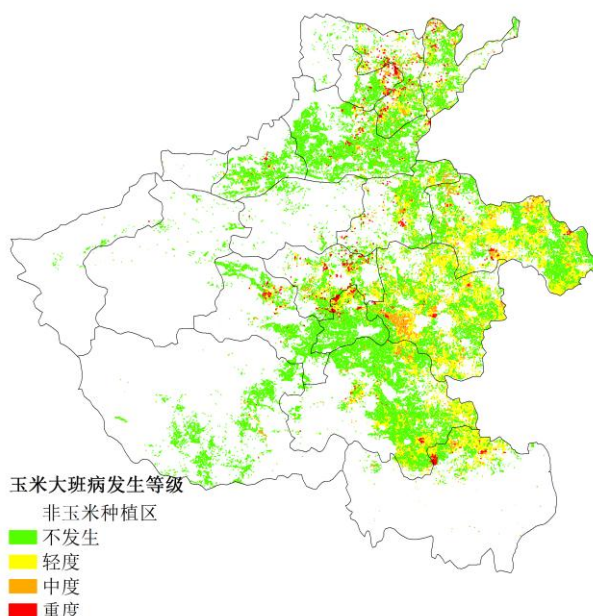 玉米大班病发生等级
非玉米种植区
不发生
轻度
中度
重度